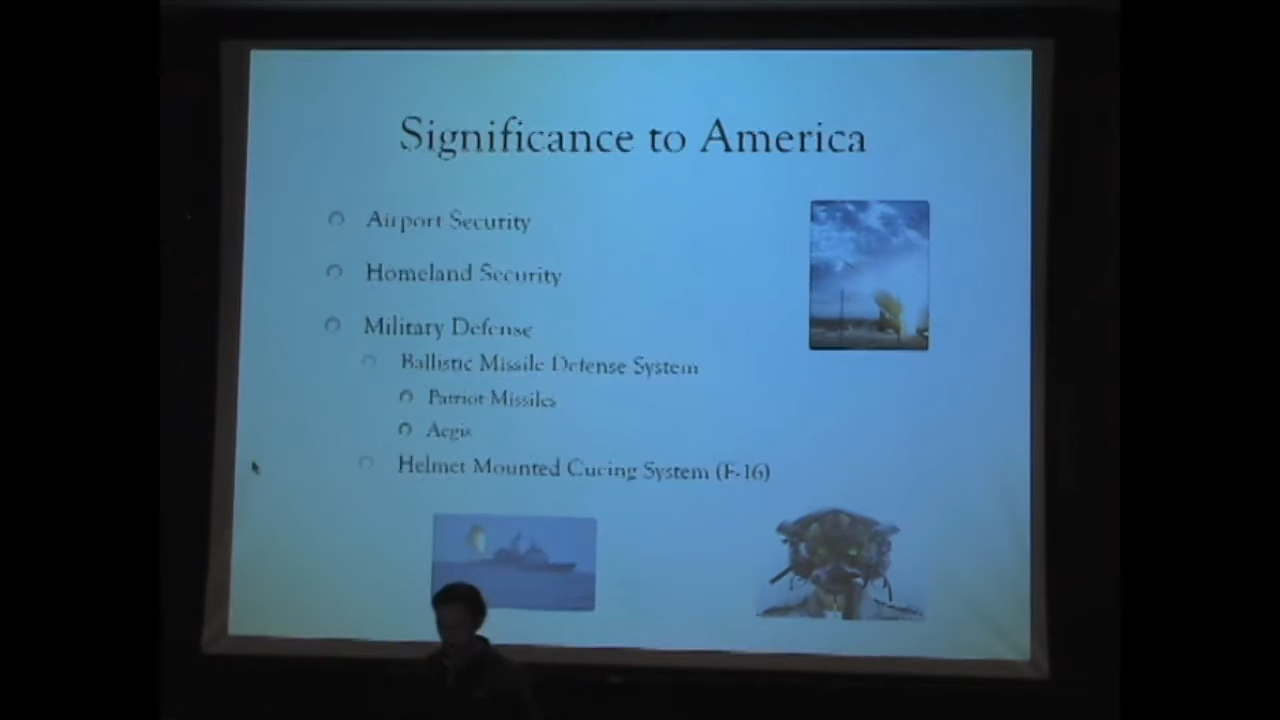 Significance to America
Airport Security
Homeland Security
Military Defense
Ballistic Missile Defense System
Patriot Missiles
Aegis
Helmet Mounted Cueing System (F-16)